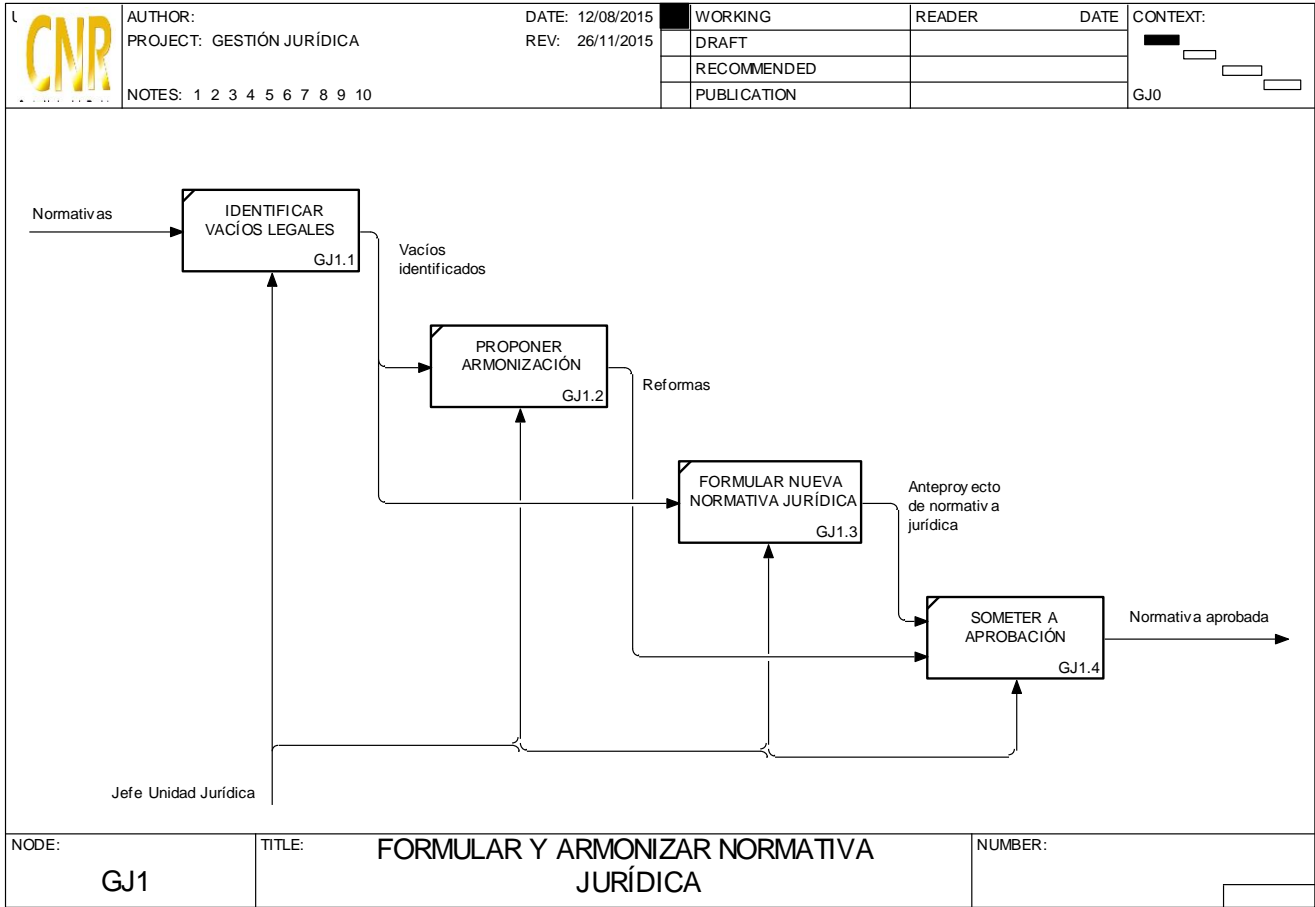 CNR
AUTHOR:
DATE: 12/08/2015
PROJECT: GESTIÓN JURÍDICA
REV: 26/11/2015
NOTES: 1 2 3 4 5 6 7 8 9 10
WORKING
DRAFT
RECOMMENDED
PUBLICATION
READER DATE
CONTEXT:
GJ0
Normativas
IDENTIFICAR
VACÍOS LEGALES
GJ1.1
Vacíos
identificados
PROPONER
ARMONIZACIÓN
GJ1.2
Reformas
FORMULAR NUEVA
NORMATIVA JURÍDICA
GJ1.3
Anteproyecto
de normativa
jurídica
SOMETER A
APROBACIÓN
GJ1.4
Normativa aprobada
Jefe Unidad Jurídica
NODE:
GJ1
TITLE:
FORMULAR Y ARMONIZAR NORMATIVA
JURÍDICA
NUMBER: